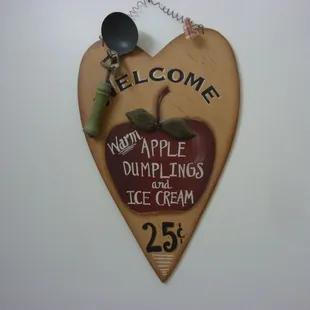 WELCOME
Warm APPLE
DUMPLINGS
and
ICE CREAM
25¢